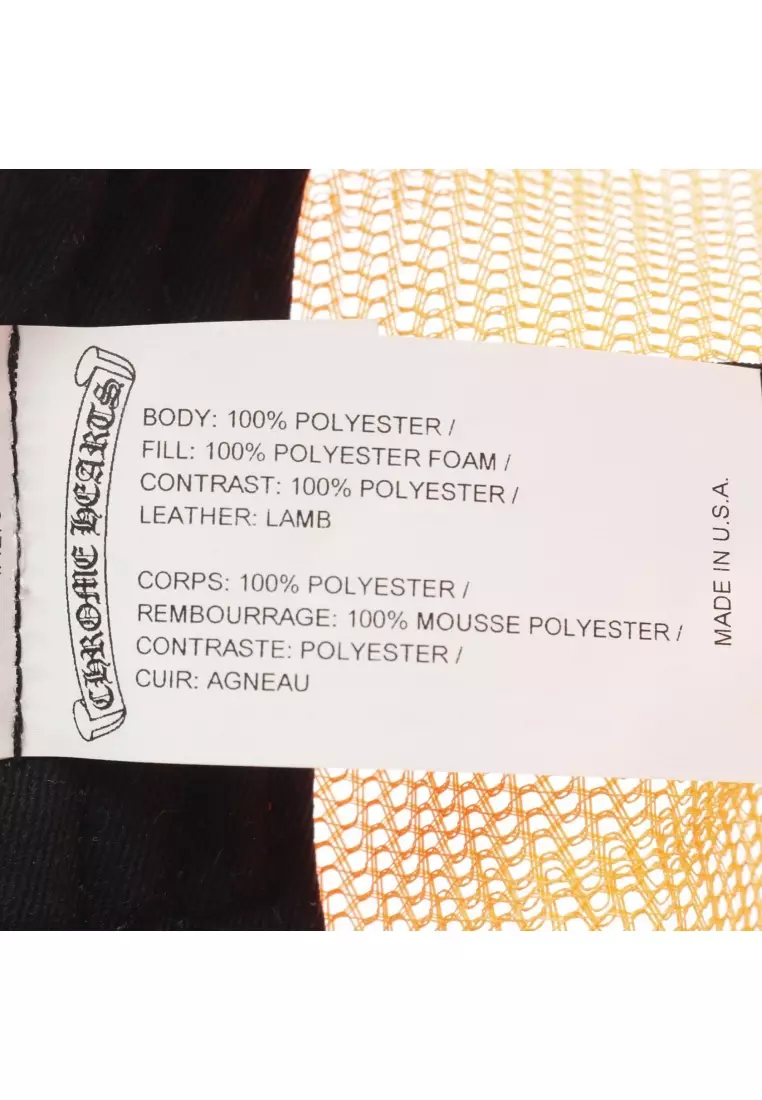 CHROME HEARTS
BODY: 100% POLYESTER /
FILL: 100% POLYESTER FOAM /
CONTRAST: 100% POLYESTER /
LEATHER: LAMB
CORPS: 100% POLYESTER /
REMBOURRAGE: 100% MOUSSE POLYESTER /
CONTRASTE: POLYESTER /
CUIR: AGNEAU
MADE IN U.S.A.